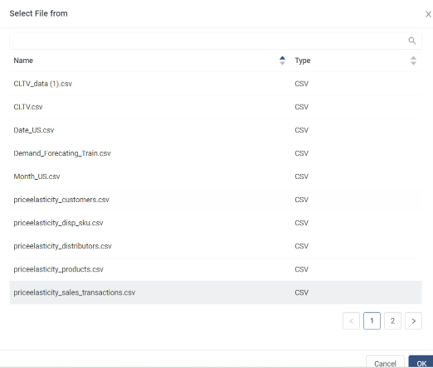 Select File from
Name Type
CLTV_data (1).csv CSV
CLTV.csv CSV
Date_US.csv CSV
Demand_Forecating_Train.csv CSV
Month_US.csv CSV
priceelasticity_customers.csv CSV
priceelasticity_disp_sku.csv CSV
priceelasticity_distributors.csv CSV
priceelasticity_products.csv CSV
priceelasticity_sales_transactions.csv CSV
< 1 2 >
Cancel OK